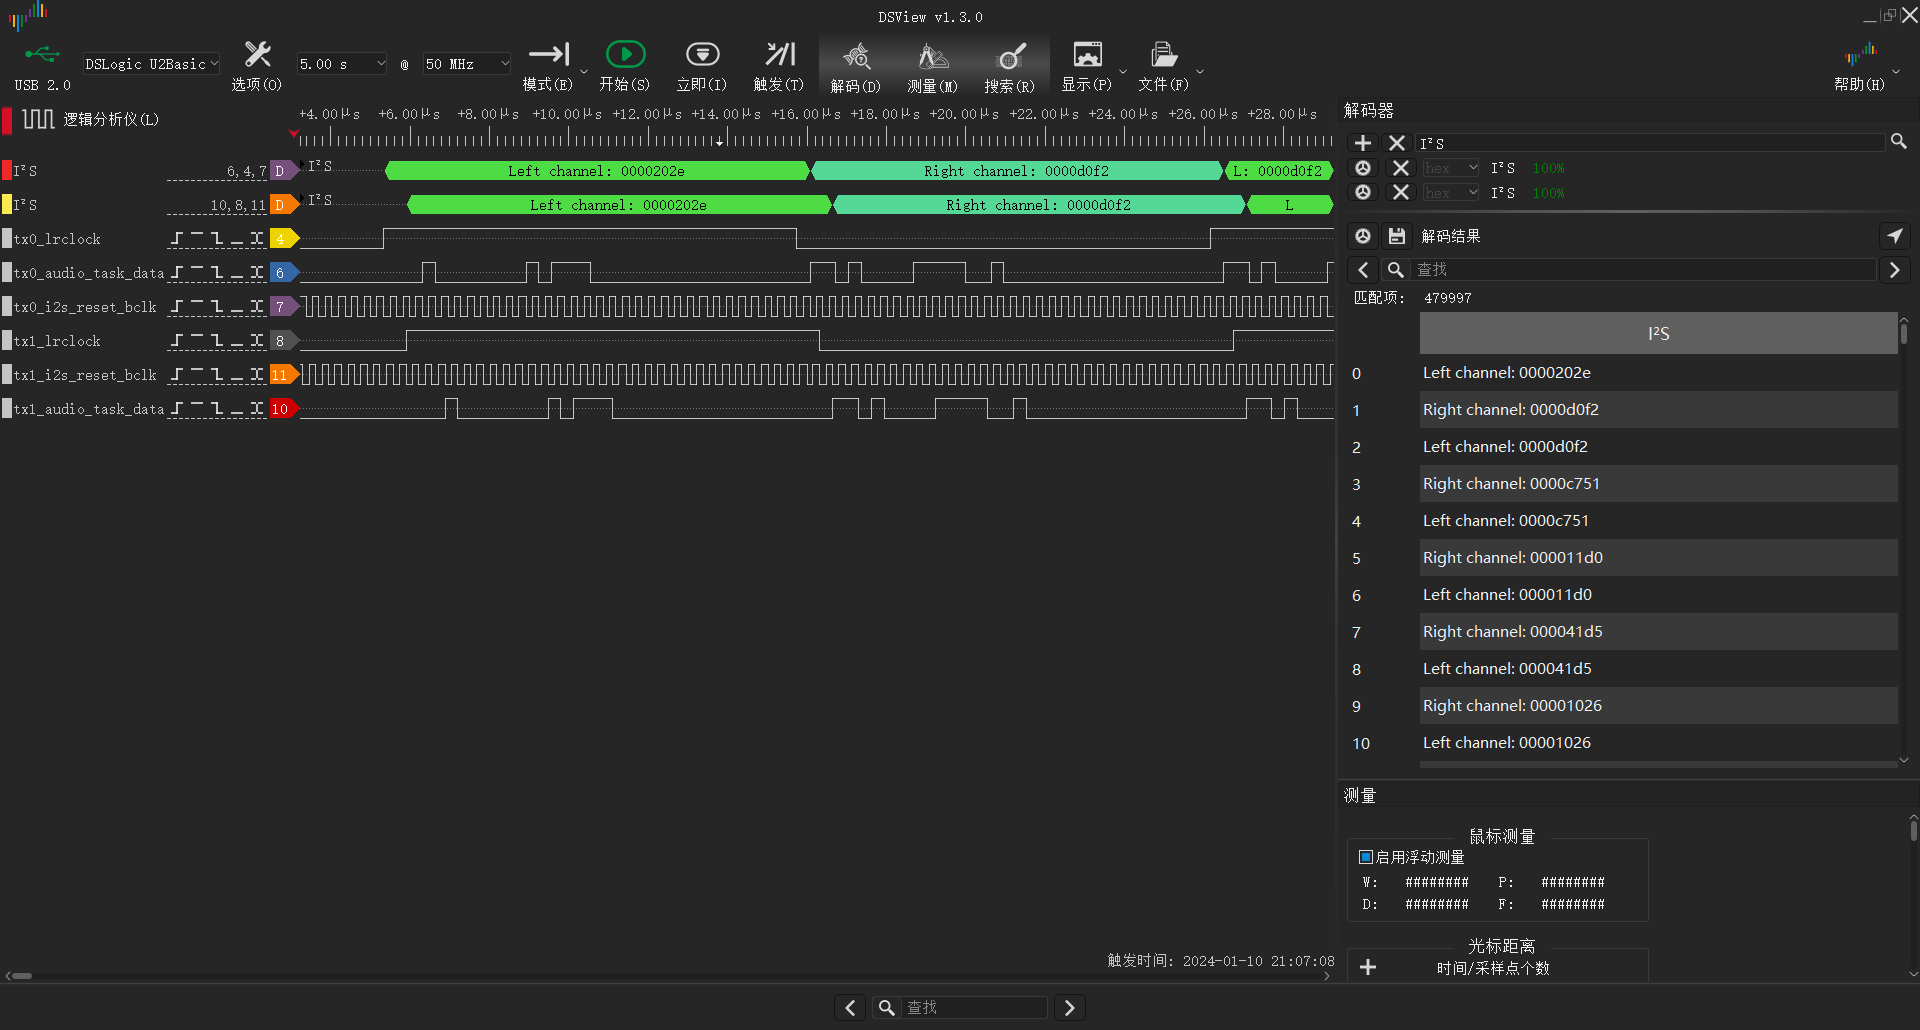 DSView v1.3.0
USB 2.0
DSLogic U2Basic
选项(O)
5.00 s
@
50 MHz
模式(E)
开始(S)
立即(I)
触发(T)
解码(D)
测量(M)
搜索(R)
显示(P)
文件(F)
帮助(H)
逻辑分析仪(L)
+4.00μs +6.00μs +8.00μs +10.00μs +12.00μs +14.00μs +16.00μs +18.00μs +20.00μs +22.00μs +24.00μs +26.00μs +28.00μs
I²S 6,4,7 D I²S Left channel: 0000202e Right channel: 0000d0f2 L: 0000d0f2
I²S 10,8,11 D I²S Left channel: 0000202e Right channel: 0000d0f2 L
tx0_lrclock 4
tx0_audio_task_data 6
tx0_i2s_reset_bclk 7
tx1_lrclock 8
tx1_i2s_reset_bclk 11
tx1_audio_task_data 10
触发时间: 2024-01-10 21:07:08
查找
解码器
I²S
hex I²S 100%
hex I²S 100%
解码结果
查找
匹配项: 479997
I²S
0 Left channel: 0000202e
1 Right channel: 0000d0f2
2 Left channel: 0000d0f2
3 Right channel: 0000c751
4 Left channel: 0000c751
5 Right channel: 000011d0
6 Left channel: 000011d0
7 Right channel: 000041d5
8 Left channel: 000041d5
9 Right channel: 00001026
10 Left channel: 00001026
测量
鼠标测量
启用浮动测量
W: ######## P: ########
D: ######## F: ########
光标距离
时间/采样点个数